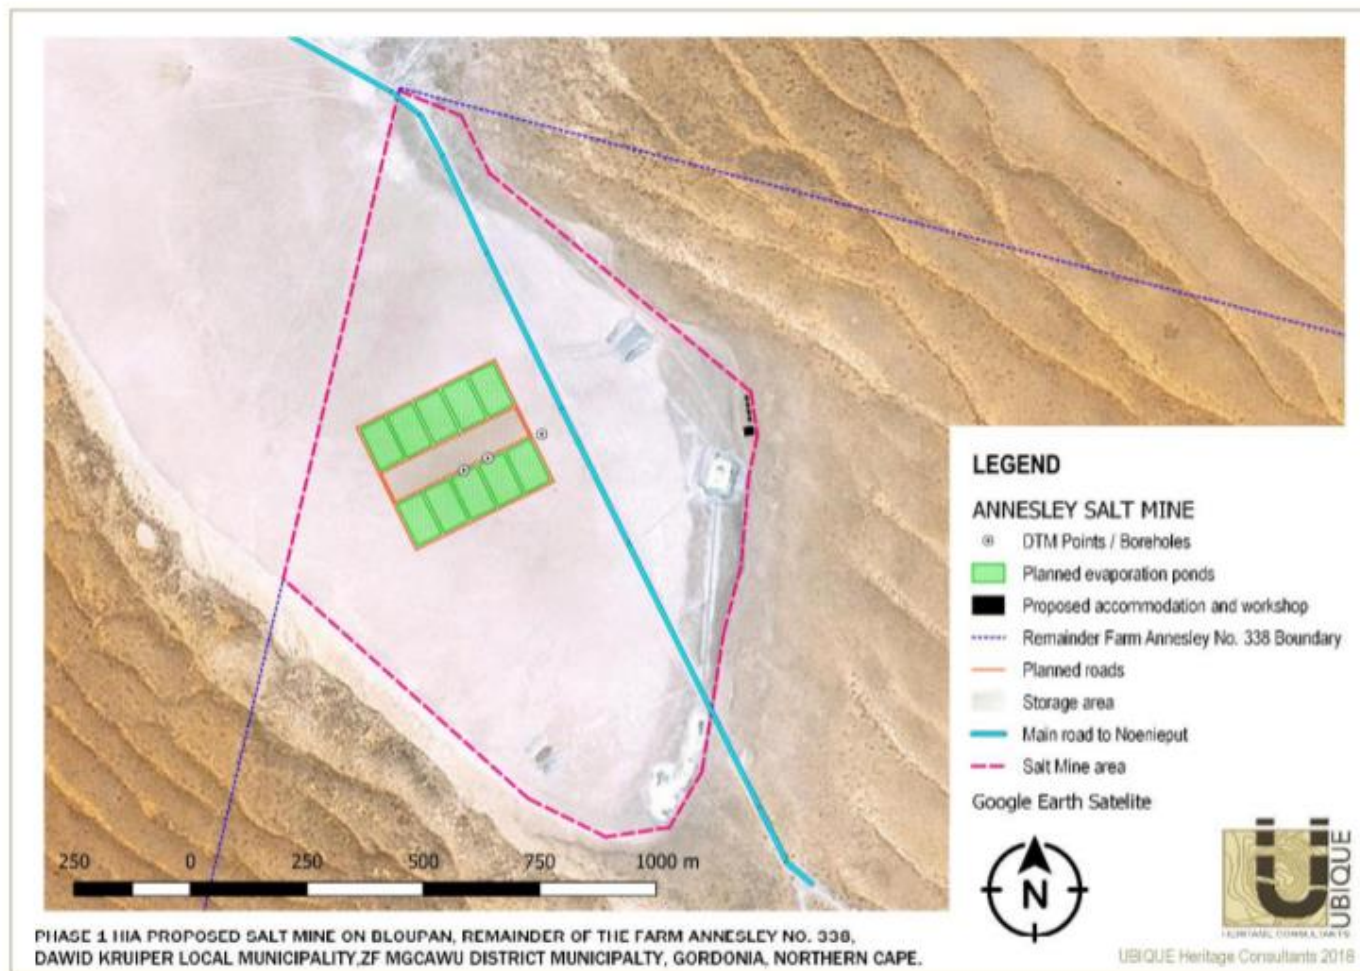 LEGEND
ANNESLEY SALT MINE
DTM Points / Boreholes
Planned evaporation ponds
Proposed accommodation and workshop
Remainder Farm Annesley No. 338 Boundary
Planned roads
Storage area
Main road to Noenieput
Salt Mine area
Google Earth Satelite
N
250 0 250 500 750 1000 m
UBIQUE
HERITAGE CONSULTANTS
PHASE 1 HIA PROPOSED SALT MINE ON BLOUPAN, REMAINDER OF THE FARM ANNESLEY NO. 338,
DAWID KRUIPER LOCAL MUNICIPALITY,ZF MGCAWU DISTRICT MUNICIPALTY, GORDONIA, NORTHERN CAPE.
UBIQUE Heritage Consultants 2018